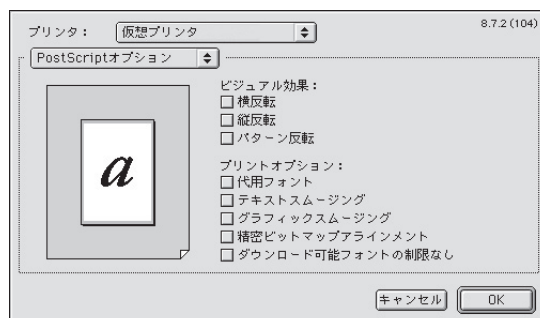 プリンタ： 仮想プリンタ 8.7.2 (104)
PostScriptオプション
ビジュアル効果：
横反転
縦反転
パターン反転
プリントオプション：
代用フォント
テキストスムージング
グラフィックスムージング
精密ビットマップアラインメント
ダウンロード可能フォントの制限なし
a
キャンセル OK